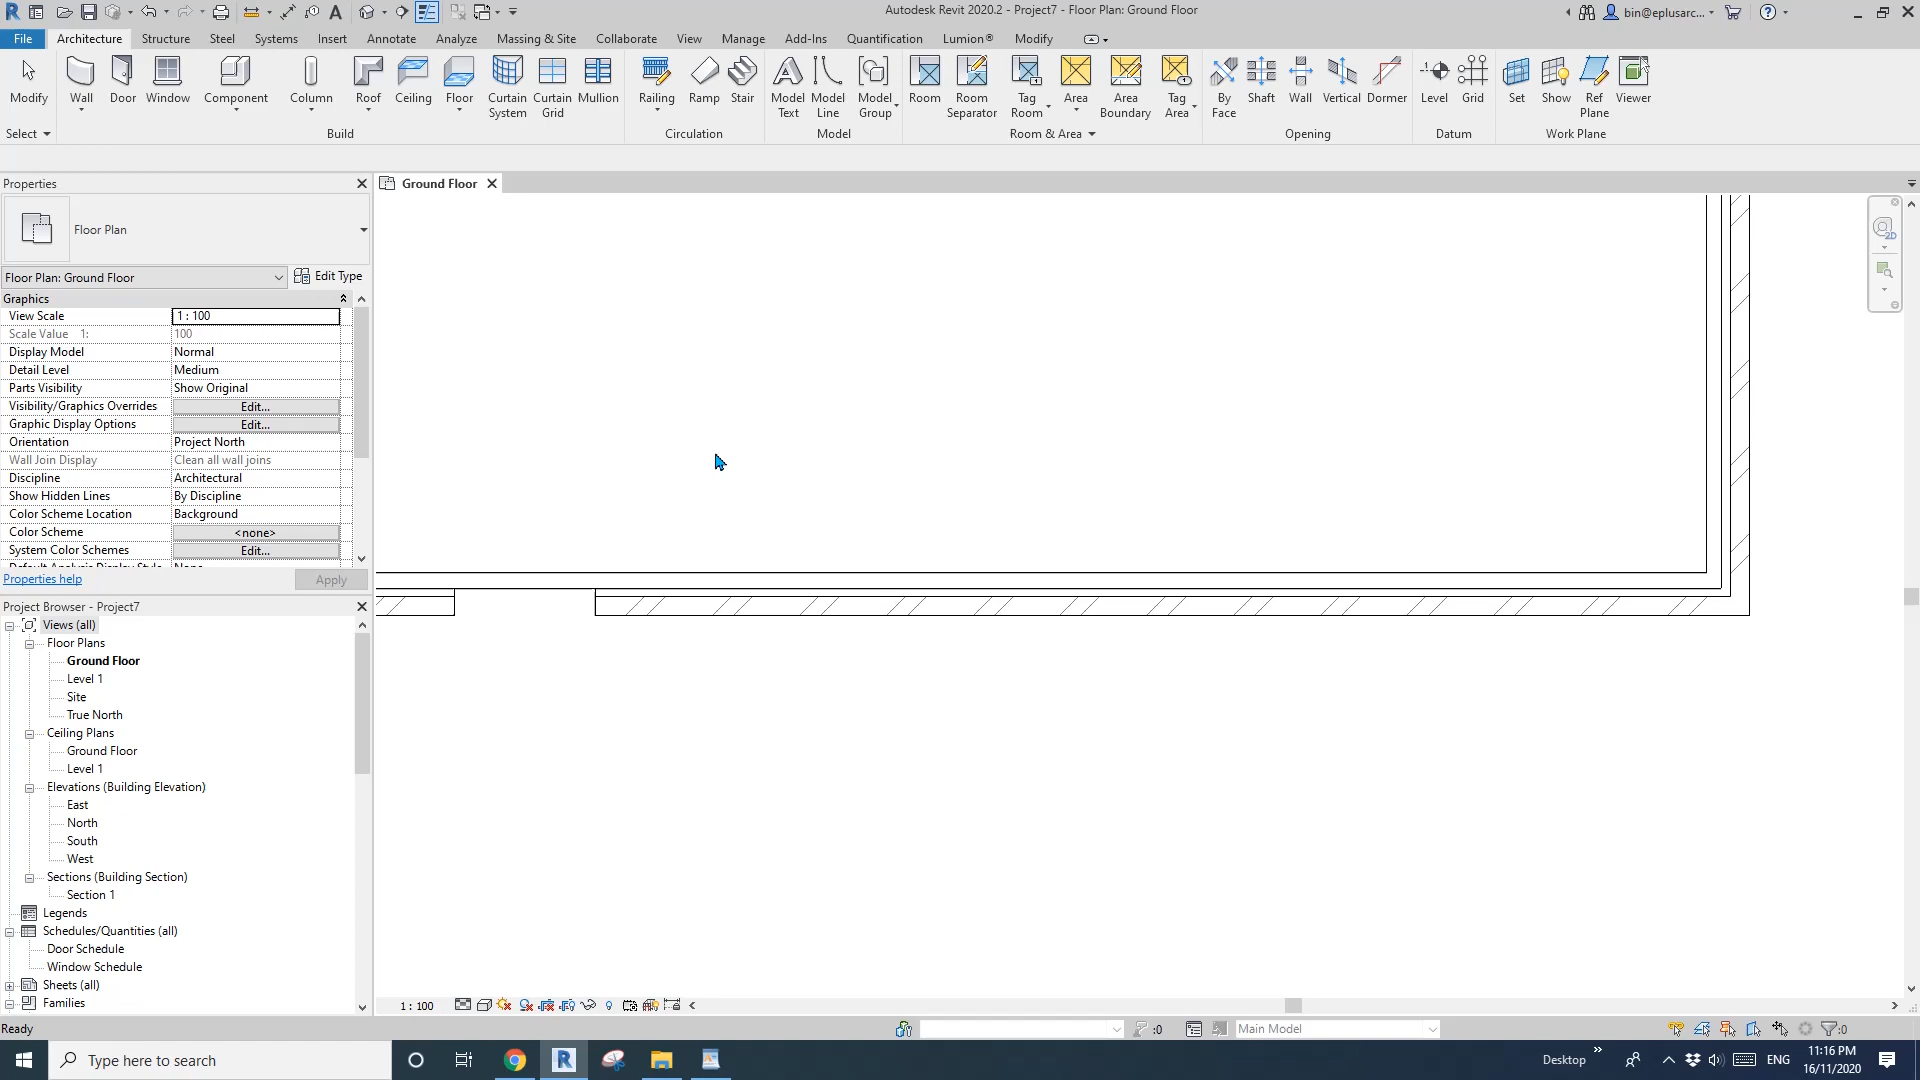 Autodesk Revit 2020.2 - Project7 - Floor Plan: Ground Floor
bin@eplusarc...
File Architecture Structure Steel Systems Insert Annotate Analyze Massing & Site Collaborate View Manage Add-Ins Quantification Lumion® Modify
Modify
Wall
Door
Window
Component
Column
Roof
Ceiling
Floor
Curtain System
Curtain Grid
Mullion
Railing
Ramp
Stair
Model Text
Model Line
Model Group
Room
Room Separator
Tag Room
Area
Area Boundary
Tag Area
By Face
Shaft
Wall
Vertical
Dormer
Level
Grid
Set
Show
Ref Plane
Viewer
Select Build Circulation Model Room & Area Opening Datum Work Plane
Properties
Floor Plan
Floor Plan: Ground Floor
Edit Type
Graphics
View Scale 1 : 100
Scale Value 1: 100
Display Model Normal
Detail Level Medium
Parts Visibility Show Original
Visibility/Graphics Overrides Edit...
Graphic Display Options Edit...
Orientation Project North
Wall Join Display Clean all wall joins
Discipline Architectural
Show Hidden Lines By Discipline
Color Scheme Location Background
Color Scheme <none>
System Color Schemes Edit...
Properties help
Apply
Project Browser - Project7
Views (all)
Floor Plans
Ground Floor
Level 1
Site
True North
Ceiling Plans
Ground Floor
Level 1
Elevations (Building Elevation)
East
North
South
West
Sections (Building Section)
Section 1
Legends
Schedules/Quantities (all)
Door Schedule
Window Schedule
Sheets (all)
Families
Ground Floor
2D
1 : 100
Ready
:0
Main Model
:0
Type here to search
Desktop
ENG
11:16 PM
16/11/2020